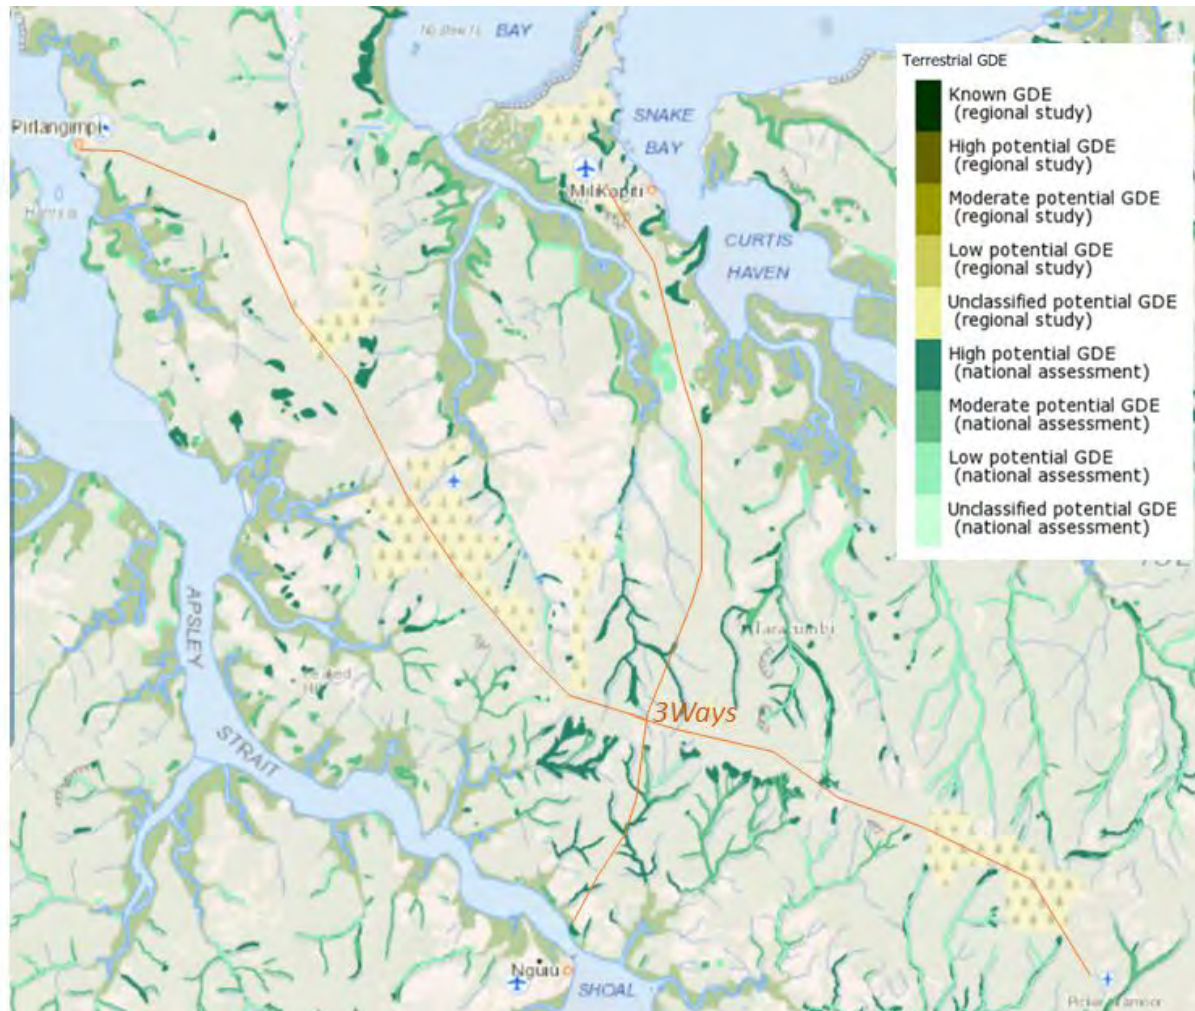 BAY
Terrestrial GDE
Known GDE
(regional study)
High potential GDE
(regional study)
Moderate potential GDE
(regional study)
Low potential GDE
(regional study)
Unclassified potential GDE
(regional study)
High potential GDE
(national assessment)
Moderate potential GDE
(national assessment)
Low potential GDE
(national assessment)
Unclassified potential GDE
(national assessment)
Pirlangimpi
SNAKE
BAY
Milikapiti
CURTIS
HAVEN
APSLEY
STRAIT
3Ways
Nguiu
SHOAL